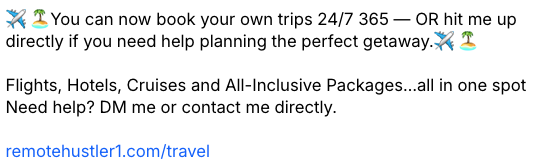 ✈️🏝️You can now book your own trips 24/7 365 — OR hit me up
directly if you need help planning the perfect getaway.✈️🏝️
Flights, Hotels, Cruises and All-Inclusive Packages...all in one spot
Need help? DM me or contact me directly.
remotehustler1.com/travel